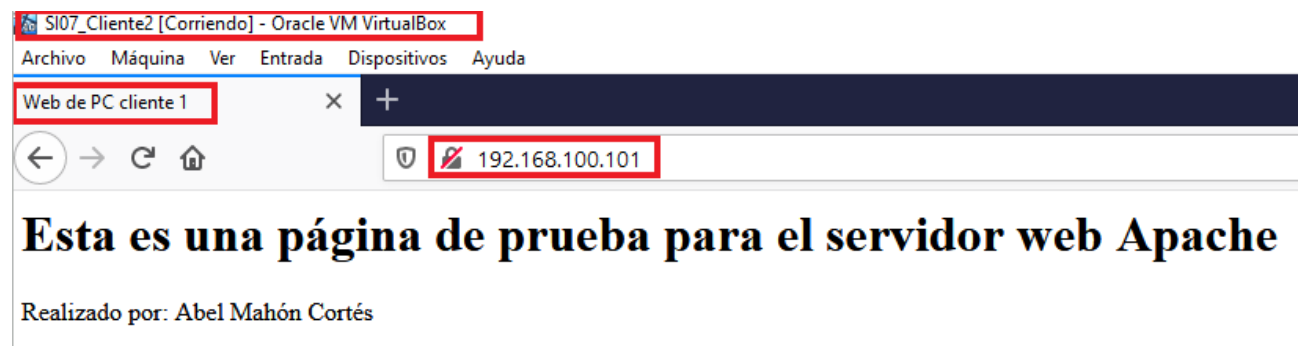 SI07_Cliente2 [Corriendo] - Oracle VM VirtualBox
Archivo Máquina Ver Entrada Dispositivos Ayuda
Web de PC cliente 1
192.168.100.101
Esta es una página de prueba para el servidor web Apache
Realizado por: Abel Mahón Cortés